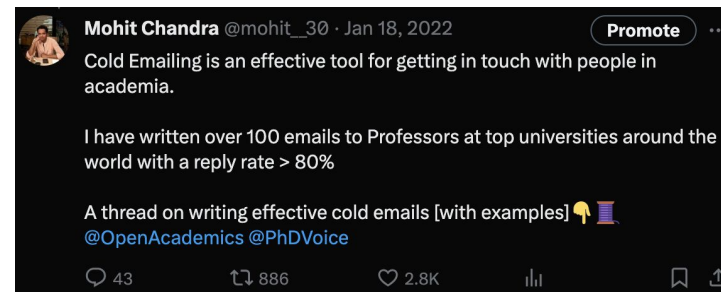 Mohit Chandra @mohit__30 · Jan 18, 2022 Promote
Cold Emailing is an effective tool for getting in touch with people in
academia.
I have written over 100 emails to Professors at top universities around the
world with a reply rate > 80%
A thread on writing effective cold emails [with examples]👇🧵
@OpenAcademics @PhDVoice
43 886 2.8K